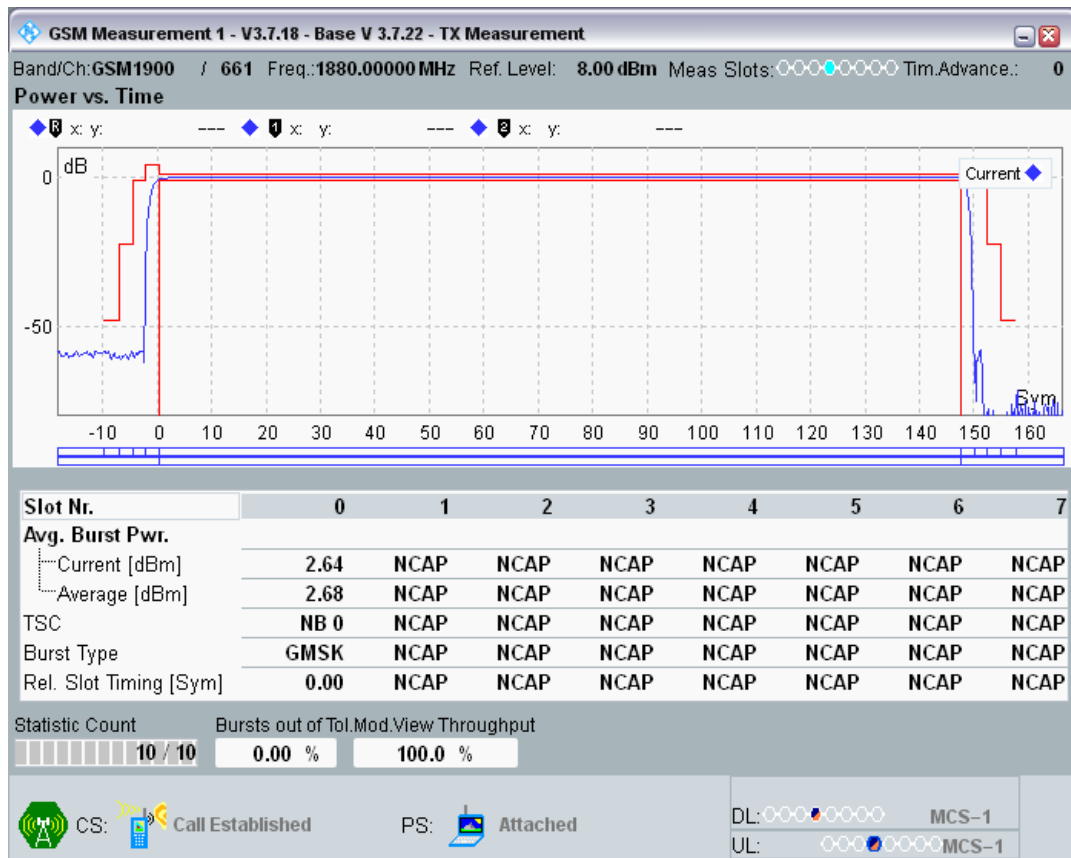 GSM Measurement 1 - V3.7.18 - Base V 3.7.22 - TX Measurement
Band/Ch:GSM1900 / 661 Freq.:1880.00000 MHz Ref. Level: 8.00 dBm Meas Slots: Tim.Advance.: 0
Power vs. Time
R x: y: --- 1 x: y: --- 2 x: y: ---
dB
0
Current
-50
Sym
-10 0 10 20 30 40 50 60 70 80 90 100 110 120 130 140 150 160
Slot Nr. 0 1 2 3 4 5 6 7
Avg. Burst Pwr.
Current [dBm] 2.64 NCAP NCAP NCAP NCAP NCAP NCAP NCAP
Average [dBm] 2.68 NCAP NCAP NCAP NCAP NCAP NCAP NCAP
TSC NB 0 NCAP NCAP NCAP NCAP NCAP NCAP NCAP
Burst Type GMSK NCAP NCAP NCAP NCAP NCAP NCAP NCAP
Rel. Slot Timing [Sym] 0.00 NCAP NCAP NCAP NCAP NCAP NCAP NCAP
Statistic Count Bursts out of Tol. Mod.View Throughput
10 / 10 0.00 % 100.0 %
CS: Call Established PS: Attached
DL: MCS-1
UL: MCS-1